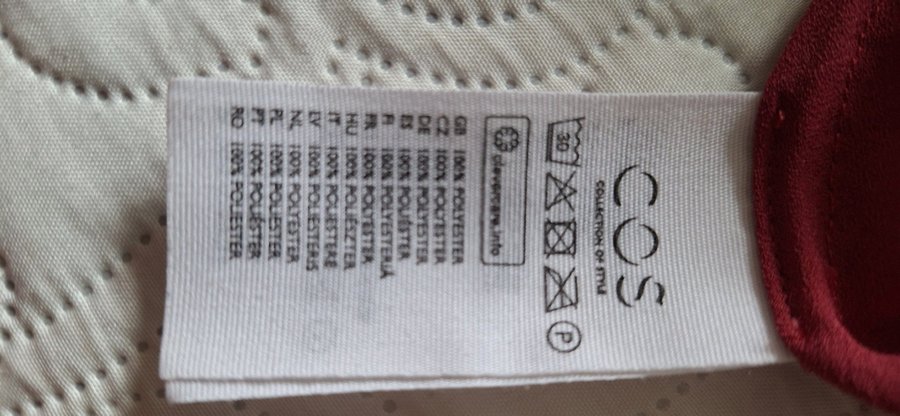 COS
COLLECTION OF STYLE
30
P
clevercare.info
GB 100% POLYESTER
CZ 100% POLYESTER
DE 100% POLYESTER
ES 100% POLIÉSTER
FI 100% POLYESTERIÄ
FR 100% POLYESTER
HU 100% POLIÉSZTER
IT 100% POLIESTERE
LV 100% POLIESTERS
NL 100% POLYESTER
PL 100% POLIESTER
PT 100% POLIÉSTER
RO 100% POLIESTER